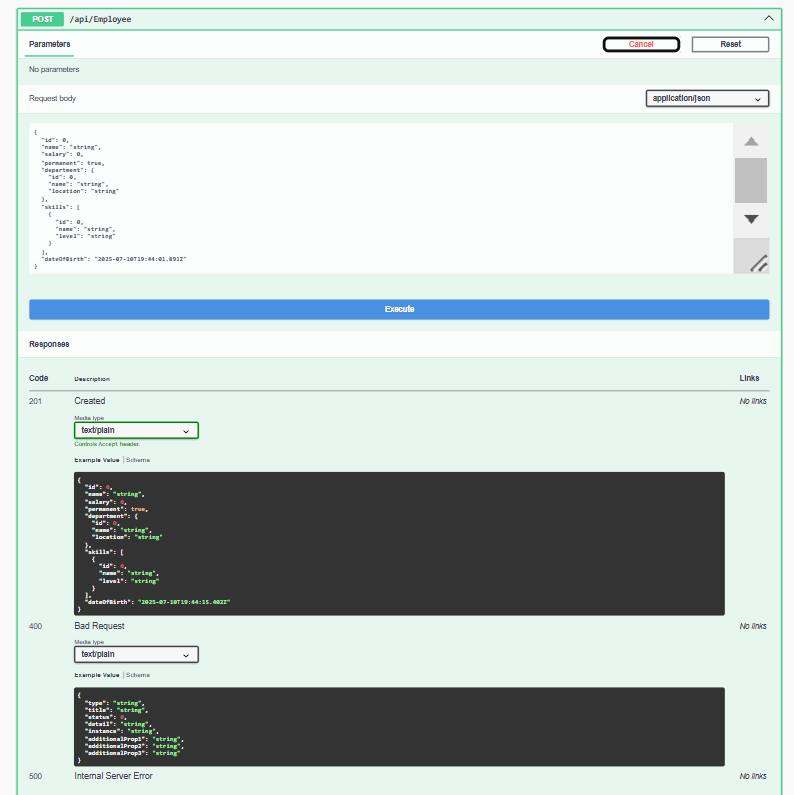 POST /api/Employee
Parameters
Cancel
Reset
No parameters
Request body
application/json
{
"id": 0,
"name": "string",
"salary": 0,
"permanent": true,
"department": {
"id": 0,
"name": "string",
"location": "string"
},
"skills": [
{
"id": 0,
"name": "string",
"level": "string"
}
],
"dateOfBirth": "2025-07-10T19:44:01.891Z"
}
Execute
Responses
Code Description Links
201 Created No links
Media type
text/plain
Controls Accept header.
Example Value | Schema
{
"id": 0,
"name": "string",
"salary": 0,
"permanent": true,
"department": {
"id": 0,
"name": "string",
"location": "string"
},
"skills": [
{
"id": 0,
"name": "string",
"level": "string"
}
],
"dateOfBirth": "2025-07-10T19:44:15.402Z"
}
400 Bad Request No links
Media type
text/plain
Example Value | Schema
{
"type": "string",
"title": "string",
"status": 0,
"detail": "string",
"instance": "string",
"additionalProp1": "string",
"additionalProp2": "string",
"additionalProp3": "string"
}
500 Internal Server Error No links